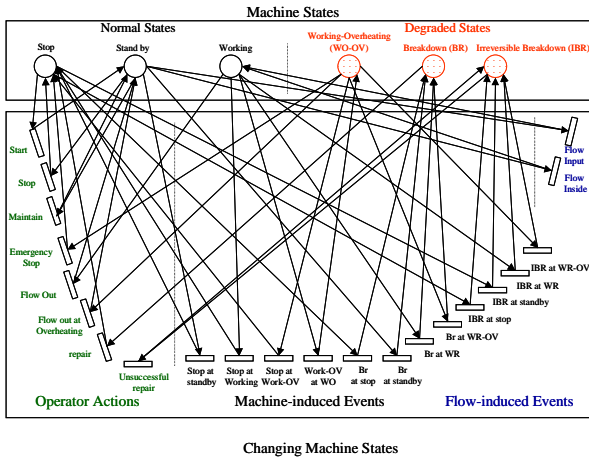 Machine States
Normal States
Degraded States
Stop
Stand by
Working
Working-Overheating
(WO-OV)
Breakdown (BR)
Irreversible Breakdown (IBR)
Start
Stop
Maintain
Emergency
Stop
Flow Out
Flow out at
Overheating
repair
Unsuccessful
repair
Stop at
standby
Stop at
Working
Stop at
Work-OV
Work-OV
at WO
Br
at stop
Br
at standby
Br at WR
Br at WR-OV
IBR at stop
IBR at standby
IBR at WR
IBR at WR-OV
Flow
Input
Flow
Inside
Operator Actions
Machine-induced Events
Flow-induced Events
Changing Machine States